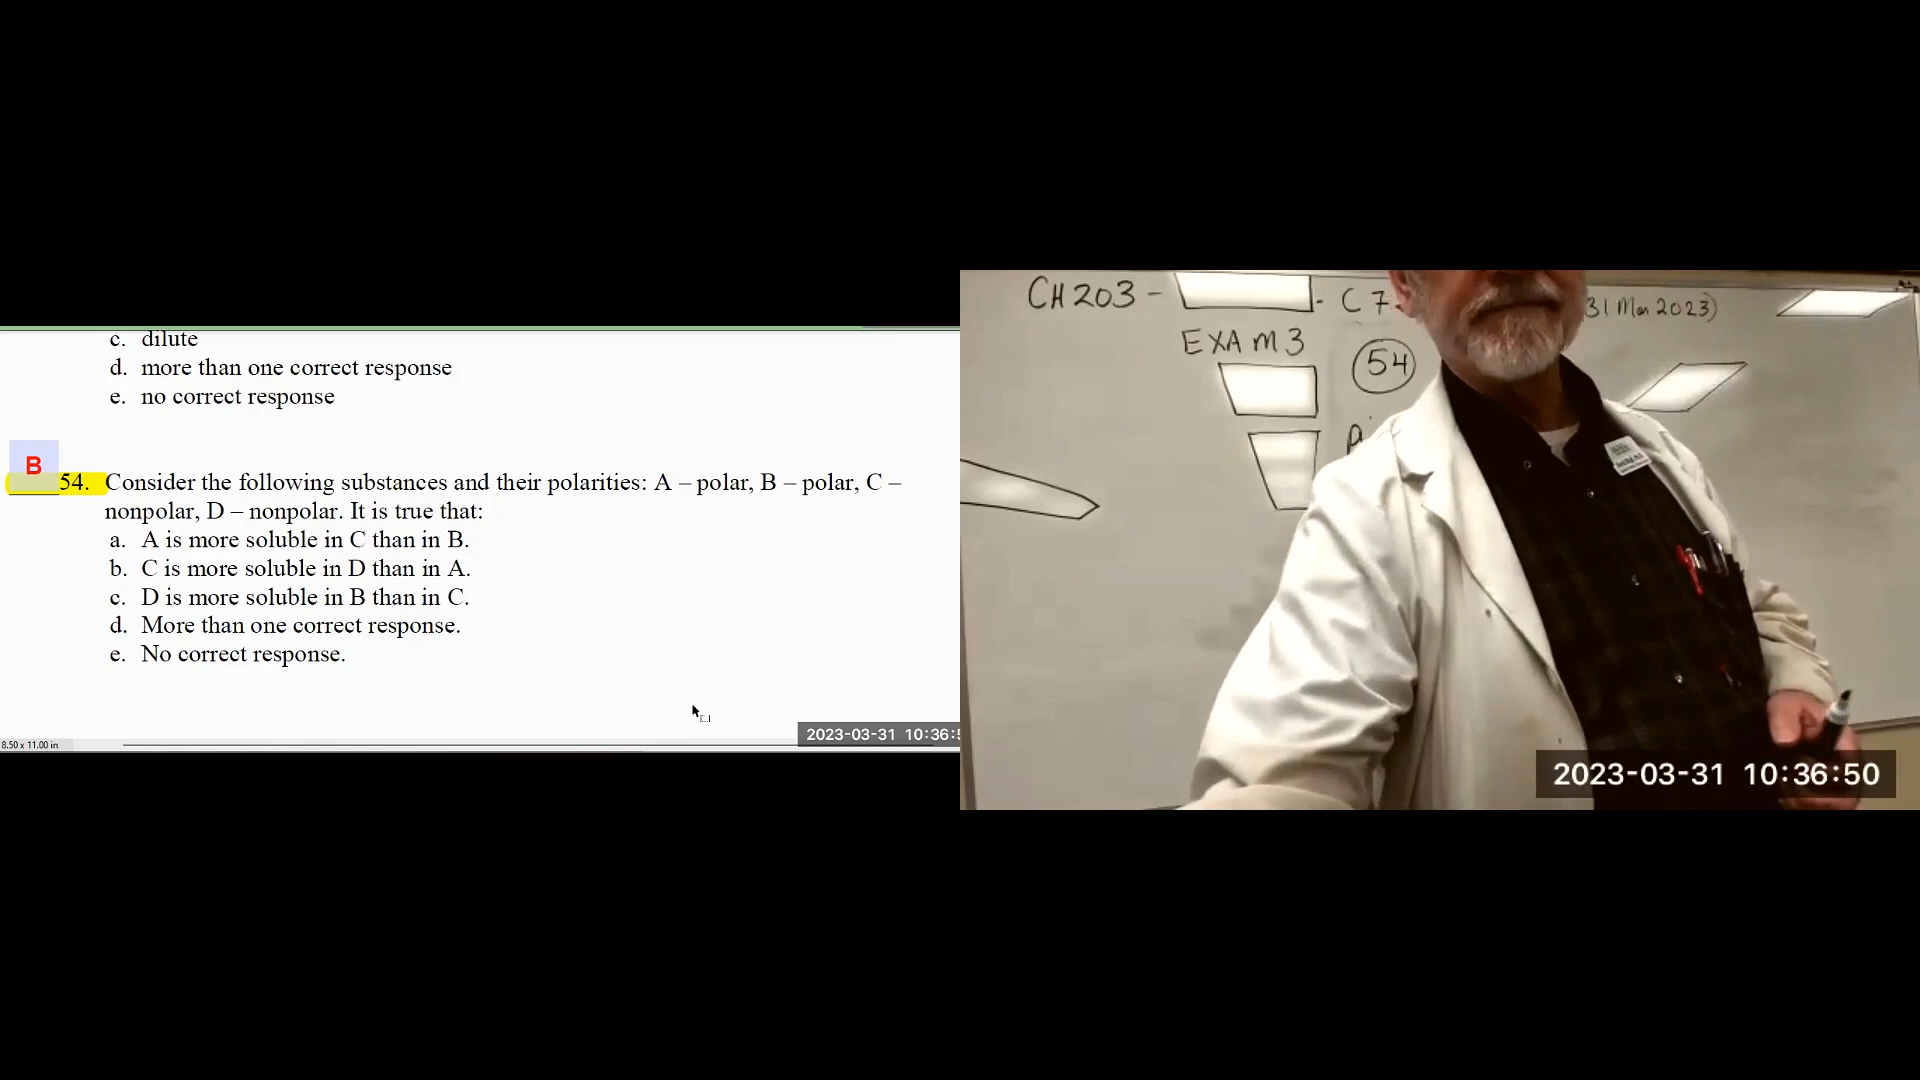 c. dilute
d. more than one correct response
e. no correct response
B
54. Consider the following substances and their polarities: A – polar, B – polar, C –
nonpolar, D – nonpolar. It is true that:
a. A is more soluble in C than in B.
b. C is more soluble in D than in A.
c. D is more soluble in B than in C.
d. More than one correct response.
e. No correct response.
8.50 x 11.00 in
2023-03-31 10:36:5
CH 203 - - C 7- 31 Mar 2023)
EXAM 3
54
2023-03-31 10:36:50